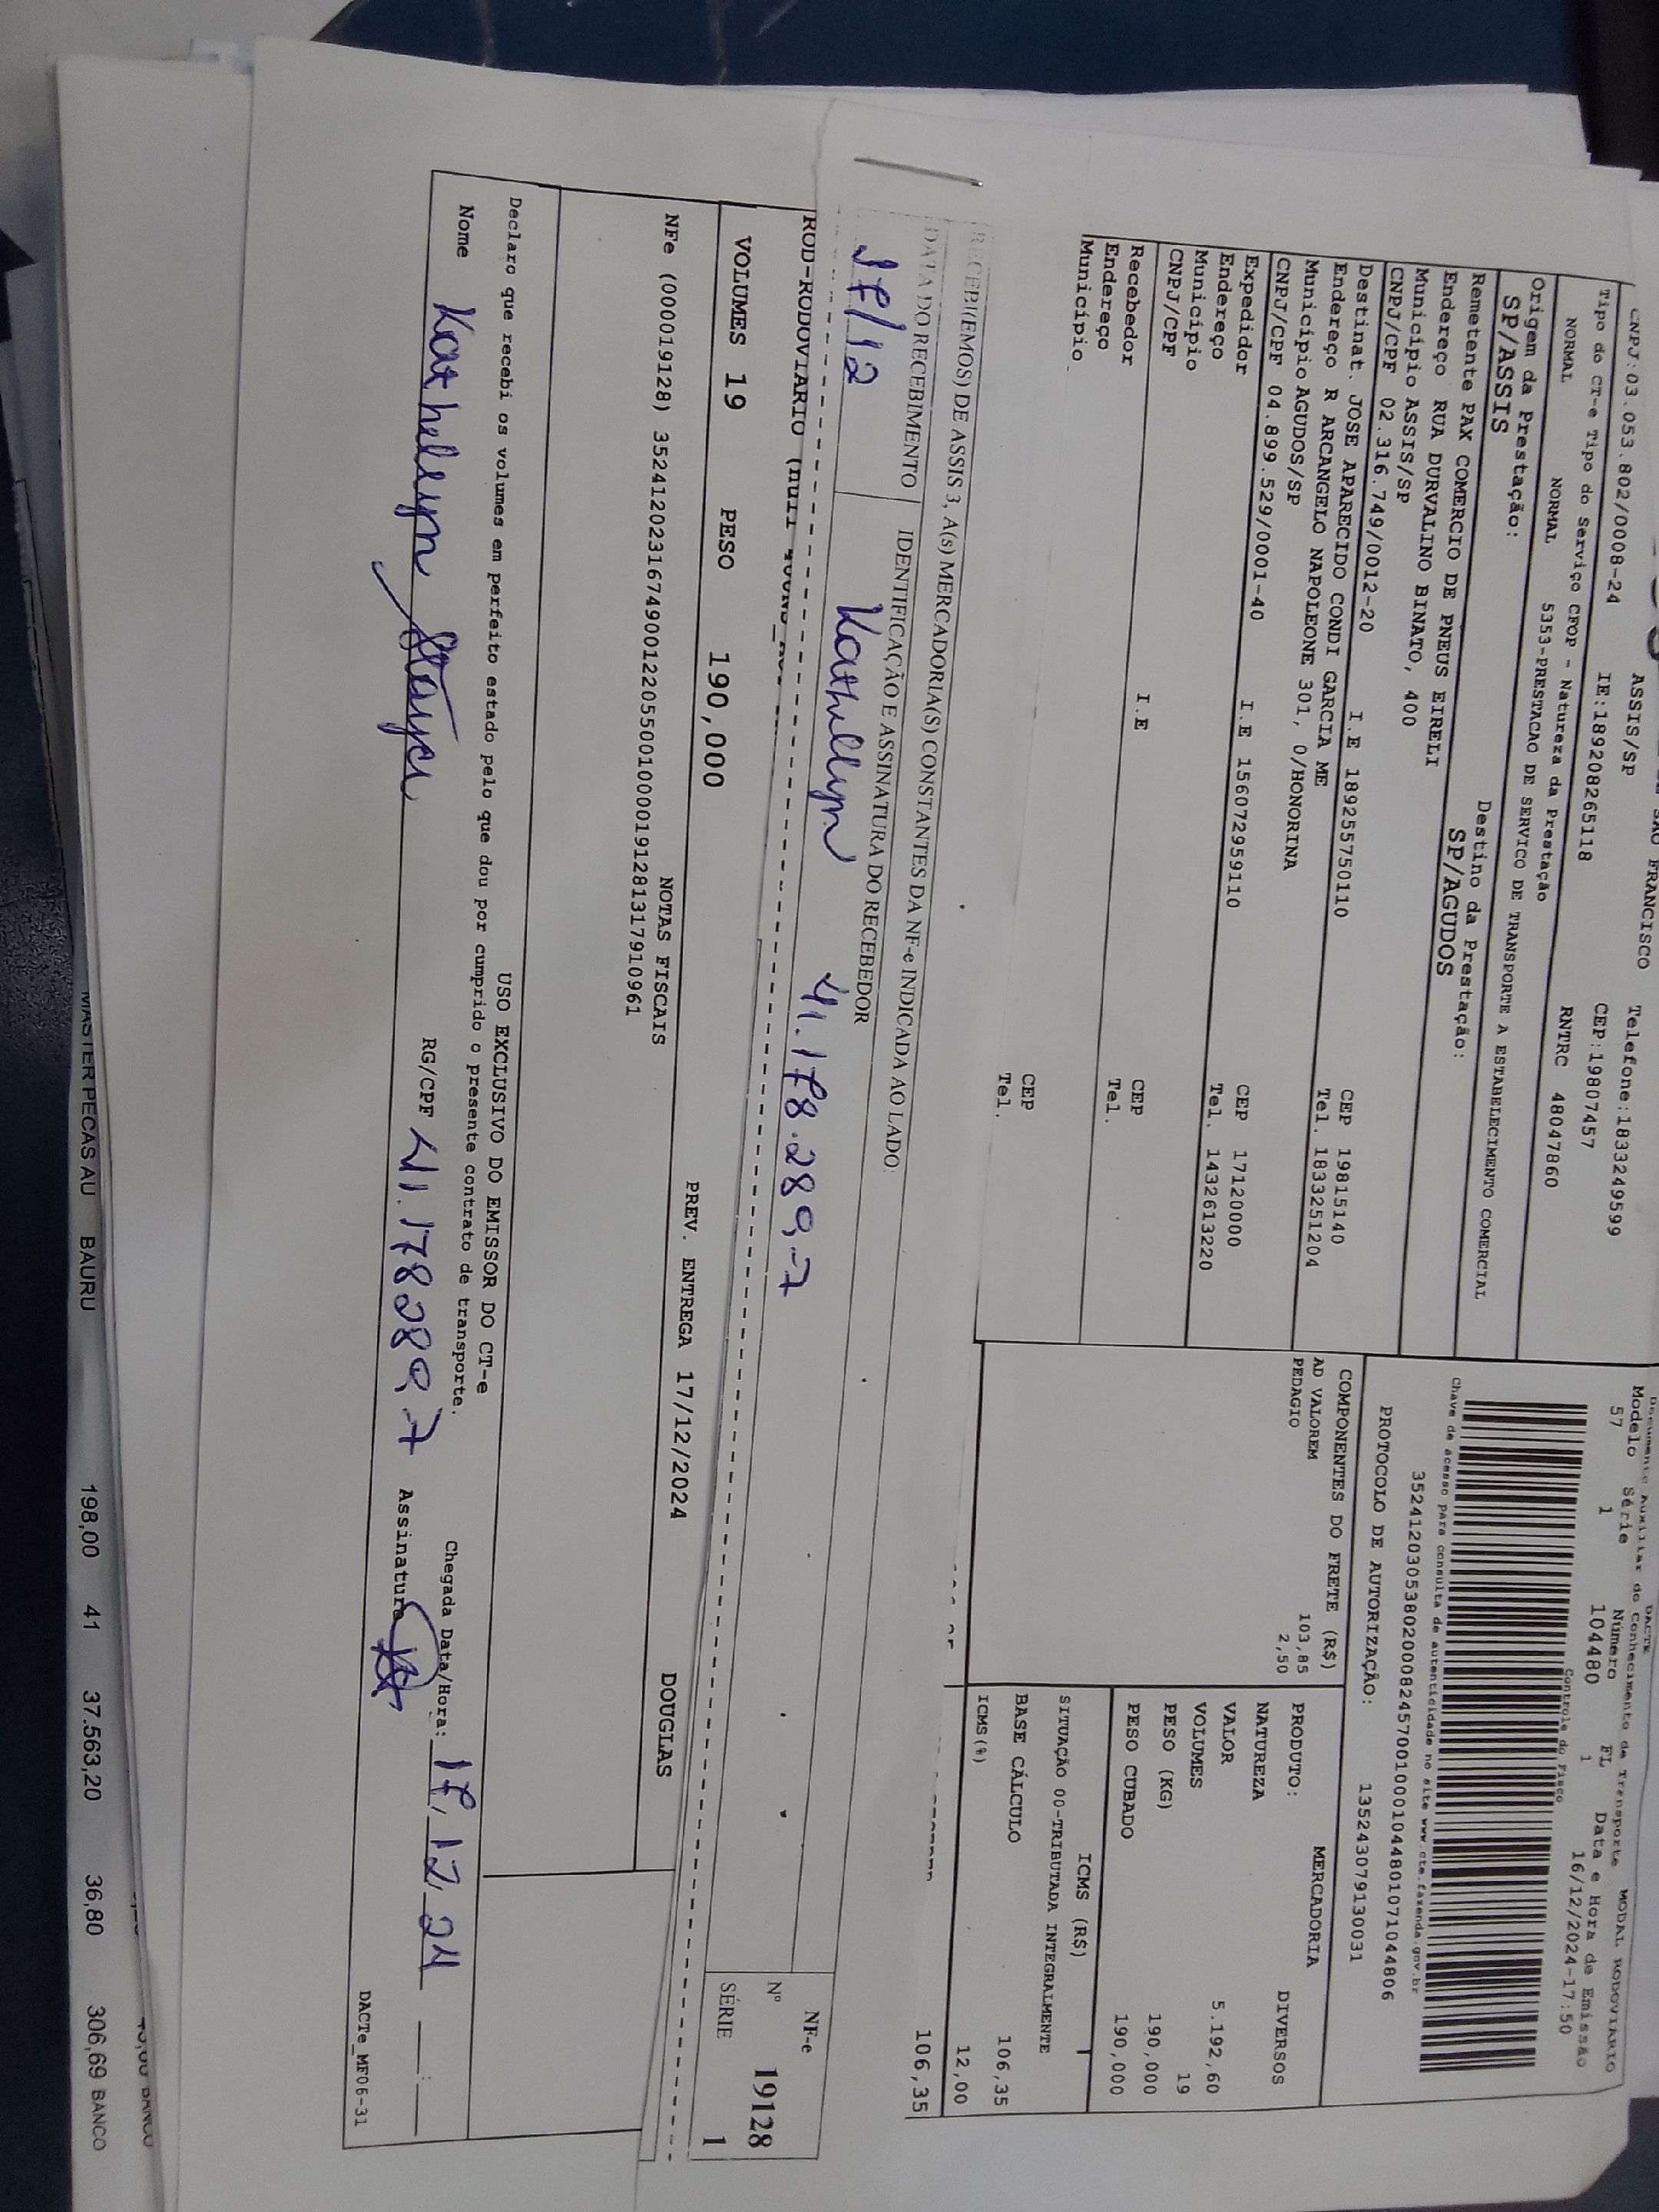 SÃO FRANCISCO
ASSIS/SP Telefone:1833249599
CNPJ:03.053.802/0008-24 IE:189208265118 CEP:19807457
Tipo do CT-e Tipo do Serviço CFOP - Natureza da Prestação RNTRC 48047860
NORMAL NORMAL 5353-PRESTACAO DE SERVICO DE TRANSPORTE A ESTABELECIMENTO COMERCIAL
Origem da Prestação: Destino da Prestação:
SP/ASSIS SP/AGUDOS
Remetente PAX COMERCIO DE PNEUS EIRELI
Endereço RUA DURVALINO BINATO, 400
Município ASSIS/SP CEP 19815140
CNPJ/CPF 02.316.749/0012-20 I.E 189255750110 Tel. 1833251204
Destinat. JOSE APARECIDO CONDI GARCIA ME
Endereço R ARCANGELO NAPOLEONE 301, 0/HONORINA
Município AGUDOS/SP CEP 17120000
CNPJ/CPF 04.899.529/0001-40 I.E 156072959110 Tel. 1432613220
Expedidor
Endereço
Município CEP
CNPJ/CPF I.E Tel.
Recebedor
Endereço
Município CEP
Tel.
DACTE
Documento Auxiliar do Conhecimento de Transporte MODAL RODOVIÁRIO
Modelo Série Número FL Data e Hora de Emissão
57 1 104480 1 16/12/2024-17:50
Controle do Fisco
Chave de acesso para consulta de autenticidade no site www.cte.fazenda.gov.br
35241203053802000824570010001044801071044806
PROTOCOLO DE AUTORIZAÇÃO: 135243079130031
COMPONENTES DO FRETE (R$)
AD VALOREM 103,85
PEDAGIO 2,50
MERCADORIA
PRODUTO: DIVERSOS
NATUREZA
VALOR 5.192,60
VOLUMES 19
PESO (KG) 190,000
PESO CUBADO 190,000
ICMS (R$)
SITUAÇÃO 00-TRIBUTADA INTEGRALMENTE
BASE CÁLCULO 106,35
ICMS(%) 12,00
106,35
RECEBI(EMOS) DE ASSIS 3, A(s) MERCADORIA(S) CONSTANTES DA NF-e INDICADA AO LADO:
DATA DO RECEBIMENTO IDENTIFICAÇÃO E ASSINATURA DO RECEBEDOR
17/12 Kathellyn 41.178.289-7
NF-e
Nº 19128
SÉRIE 1
ROD-RODOVIARIO (null
VOLUMES 19 PESO 190,000 PREV. ENTREGA 17/12/2024 DOUGLAS
NOTAS FISCAIS
NFe (000019128) 35241202316749001220550010000191281317910961
USO EXCLUSIVO DO EMISSOR DO CT-e
Declaro que recebi os volumes em perfeito estado pelo que dou por cumprido o presente contrato de transporte.
Chegada Data/Hora: 17/12/24 __:__
Nome Kathellyn RG/CPF 41.178289.7 Assinatura
DACTe_MF06-31
MASTER PECAS AU BAURU 198,00 41 37.563,20 36,80 306,69 BANCO
BANCO